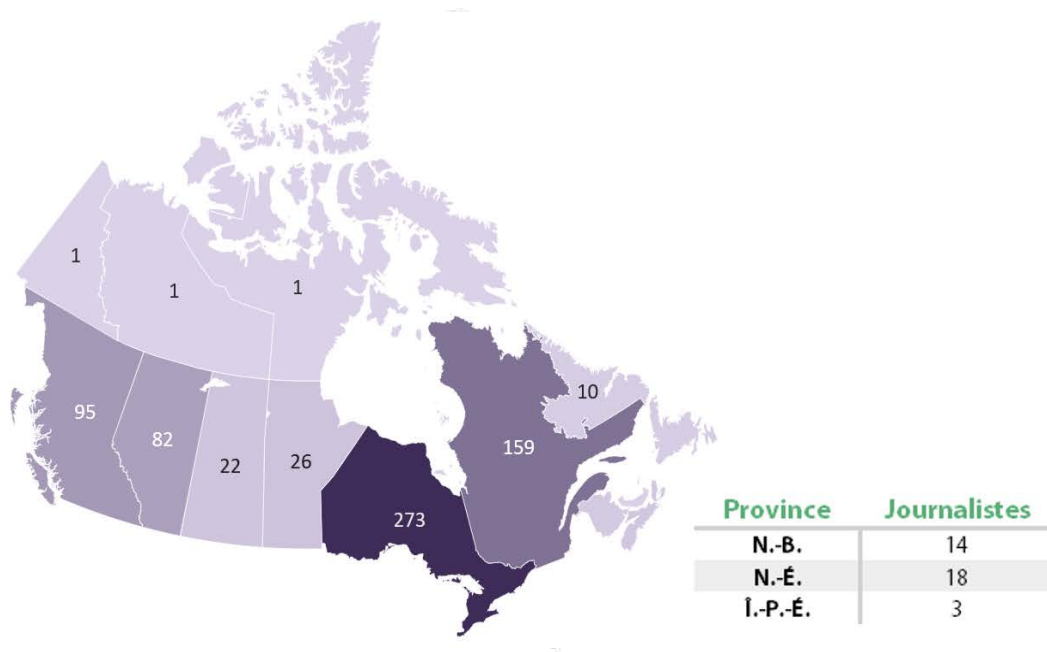 1
1
1
95
82
22
26
273
159
10
Province Journalistes
N.-B. 14
N.-É. 18
Î.-P.-É. 3